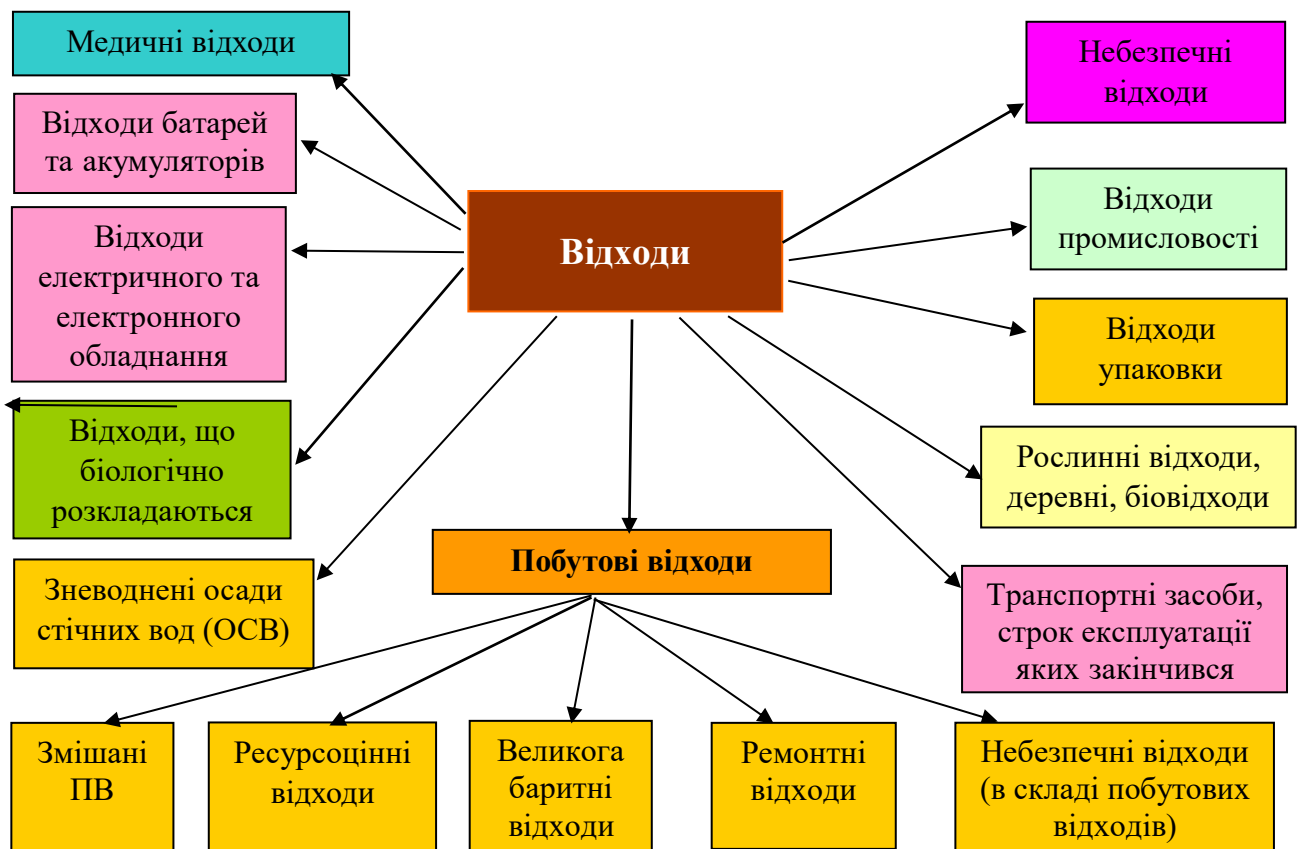 Медичні відходи
Небезпечні
відходи
Відходи батарей
та акумуляторів
Відходи
промисловості
Відходи
Відходи
електричного та
електронного
обладнання
Відходи
упаковки
Відходи, що
біологічно
розкладаються
Рослинні відходи,
деревні, біовідходи
Побутові відходи
Зневоднені осади
стічних вод (ОСВ)
Транспортні засоби,
строк експлуатації
яких закінчився
Змішані
ПВ
Ресурсоцінні
відходи
Великога
баритні
відходи
Ремонтні
відходи
Небезпечні відходи
(в складі побутових
відходів)